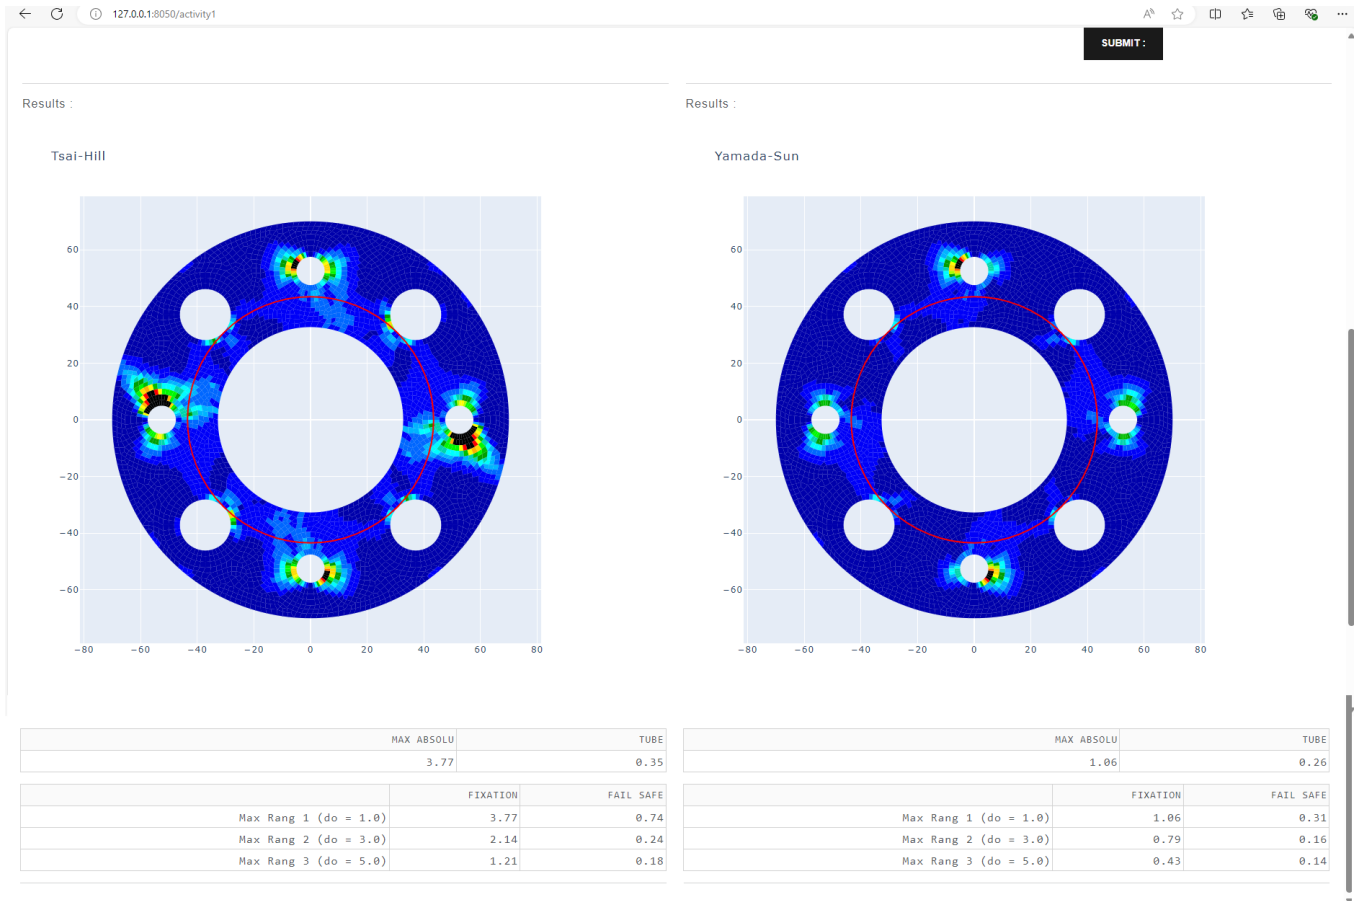 127.0.0.1:8050/activity1
SUBMIT :
Results :
Results :
Tsai-Hill
Yamada-Sun
60
40
20
0
−20
−40
−60
−80 −60 −40 −20 0 20 40 60 80
60
40
20
0
−20
−40
−60
−80 −60 −40 −20 0 20 40 60 80
MAX ABSOLU TUBE
3.77 0.35
MAX ABSOLU TUBE
1.06 0.26
FIXATION FAIL SAFE
Max Rang 1 (do = 1.0) 3.77 0.74
Max Rang 2 (do = 3.0) 2.14 0.24
Max Rang 3 (do = 5.0) 1.21 0.18
FIXATION FAIL SAFE
Max Rang 1 (do = 1.0) 1.06 0.31
Max Rang 2 (do = 3.0) 0.79 0.16
Max Rang 3 (do = 5.0) 0.43 0.14